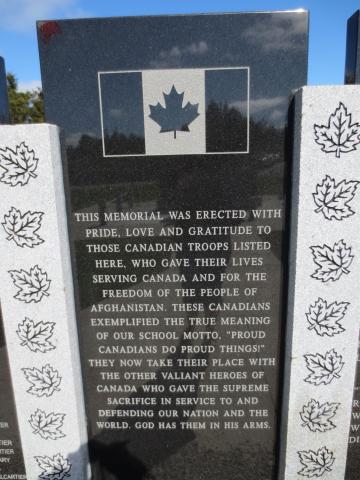 THIS MEMORIAL WAS ERECTED WITH
PRIDE, LOVE AND GRATITUDE TO
THOSE CANADIAN TROOPS LISTED
HERE, WHO GAVE THEIR LIVES
SERVING CANADA AND FOR THE
FREEDOM OF THE PEOPLE OF
AFGHANISTAN. THESE CANADIANS
EXEMPLIFIED THE TRUE MEANING
OF OUR SCHOOL MOTTO, "PROUD
CANADIANS DO PROUD THINGS!"
THEY NOW TAKE THEIR PLACE WITH
THE OTHER VALIANT HEROES OF
CANADA WHO GAVE THE SUPREME
SACRIFICE IN SERVICE TO AND
DEFENDING OUR NATION AND THE
WORLD. GOD HAS THEM IN HIS ARMS.